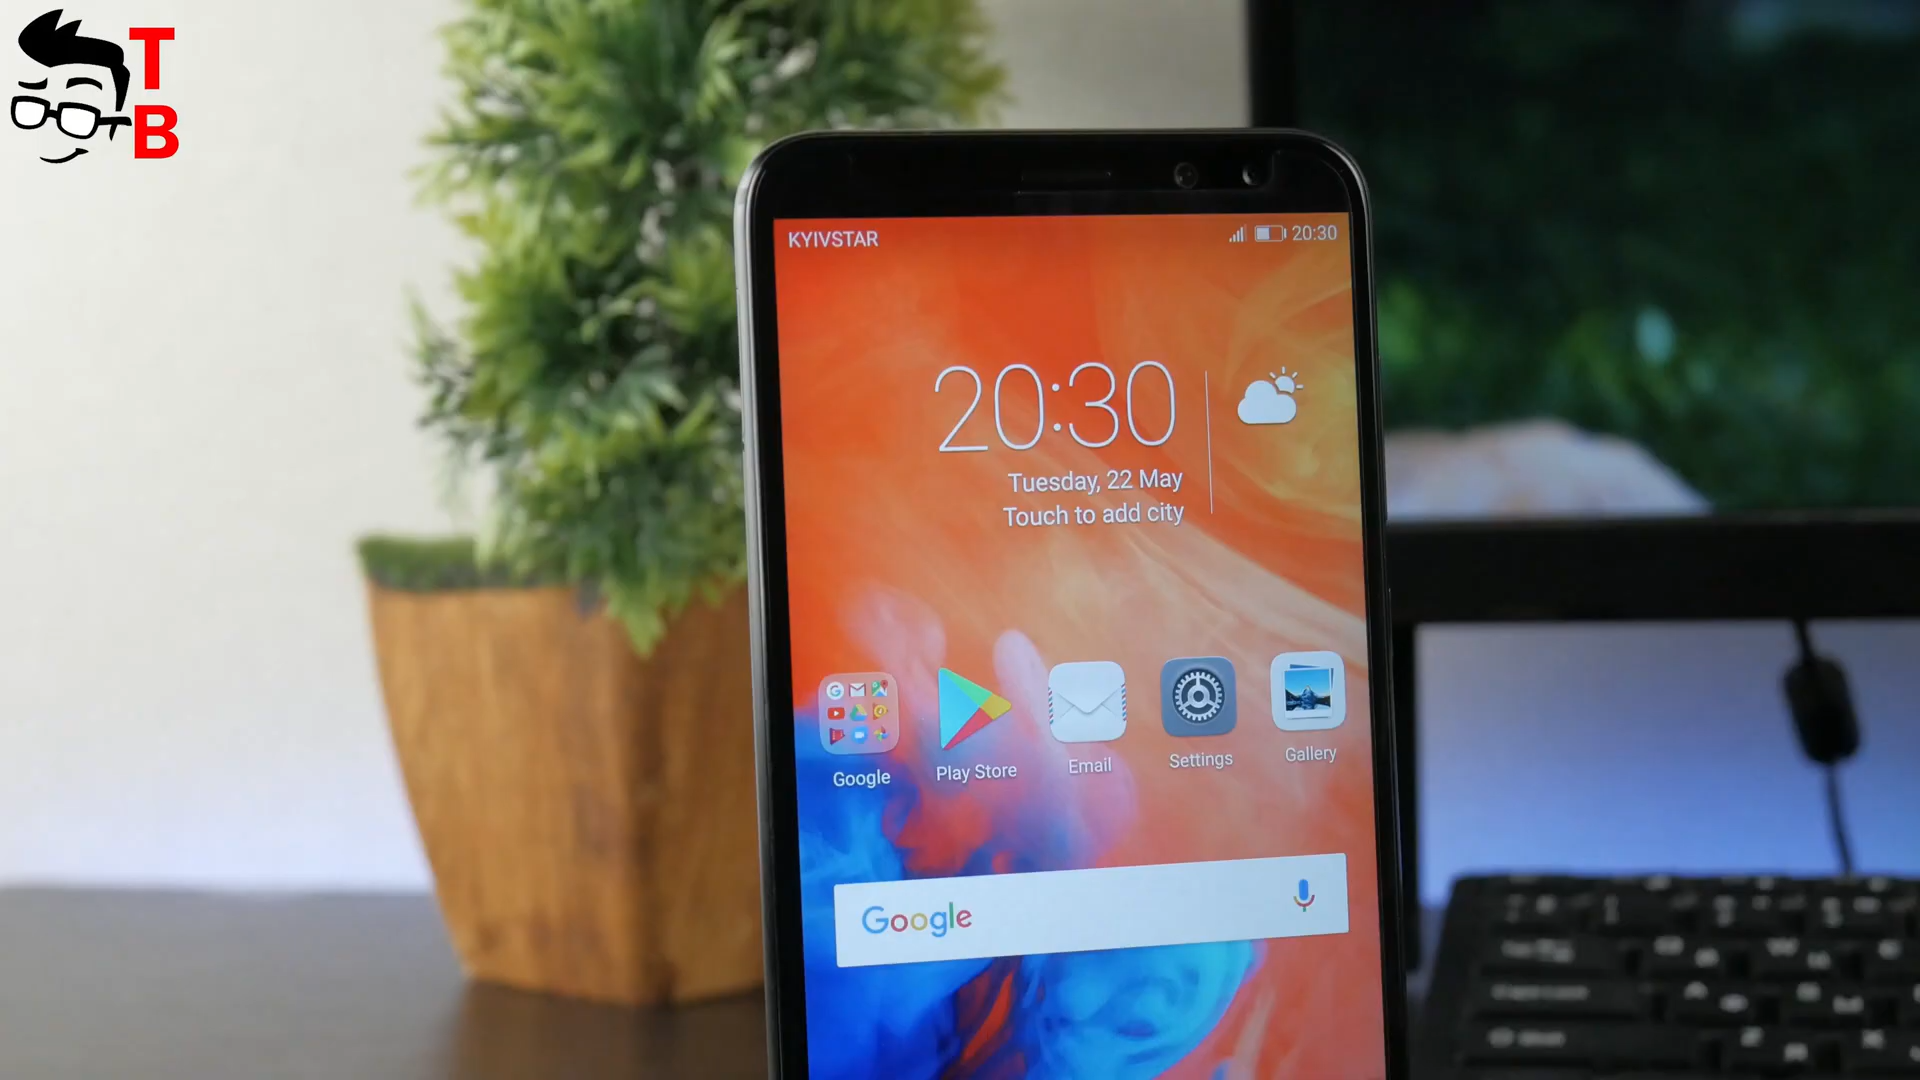 T
B
KYIVSTAR
20:30
20:30
Tuesday, 22 May
Touch to add city
Google
Play Store
Email
Settings
Gallery
Google